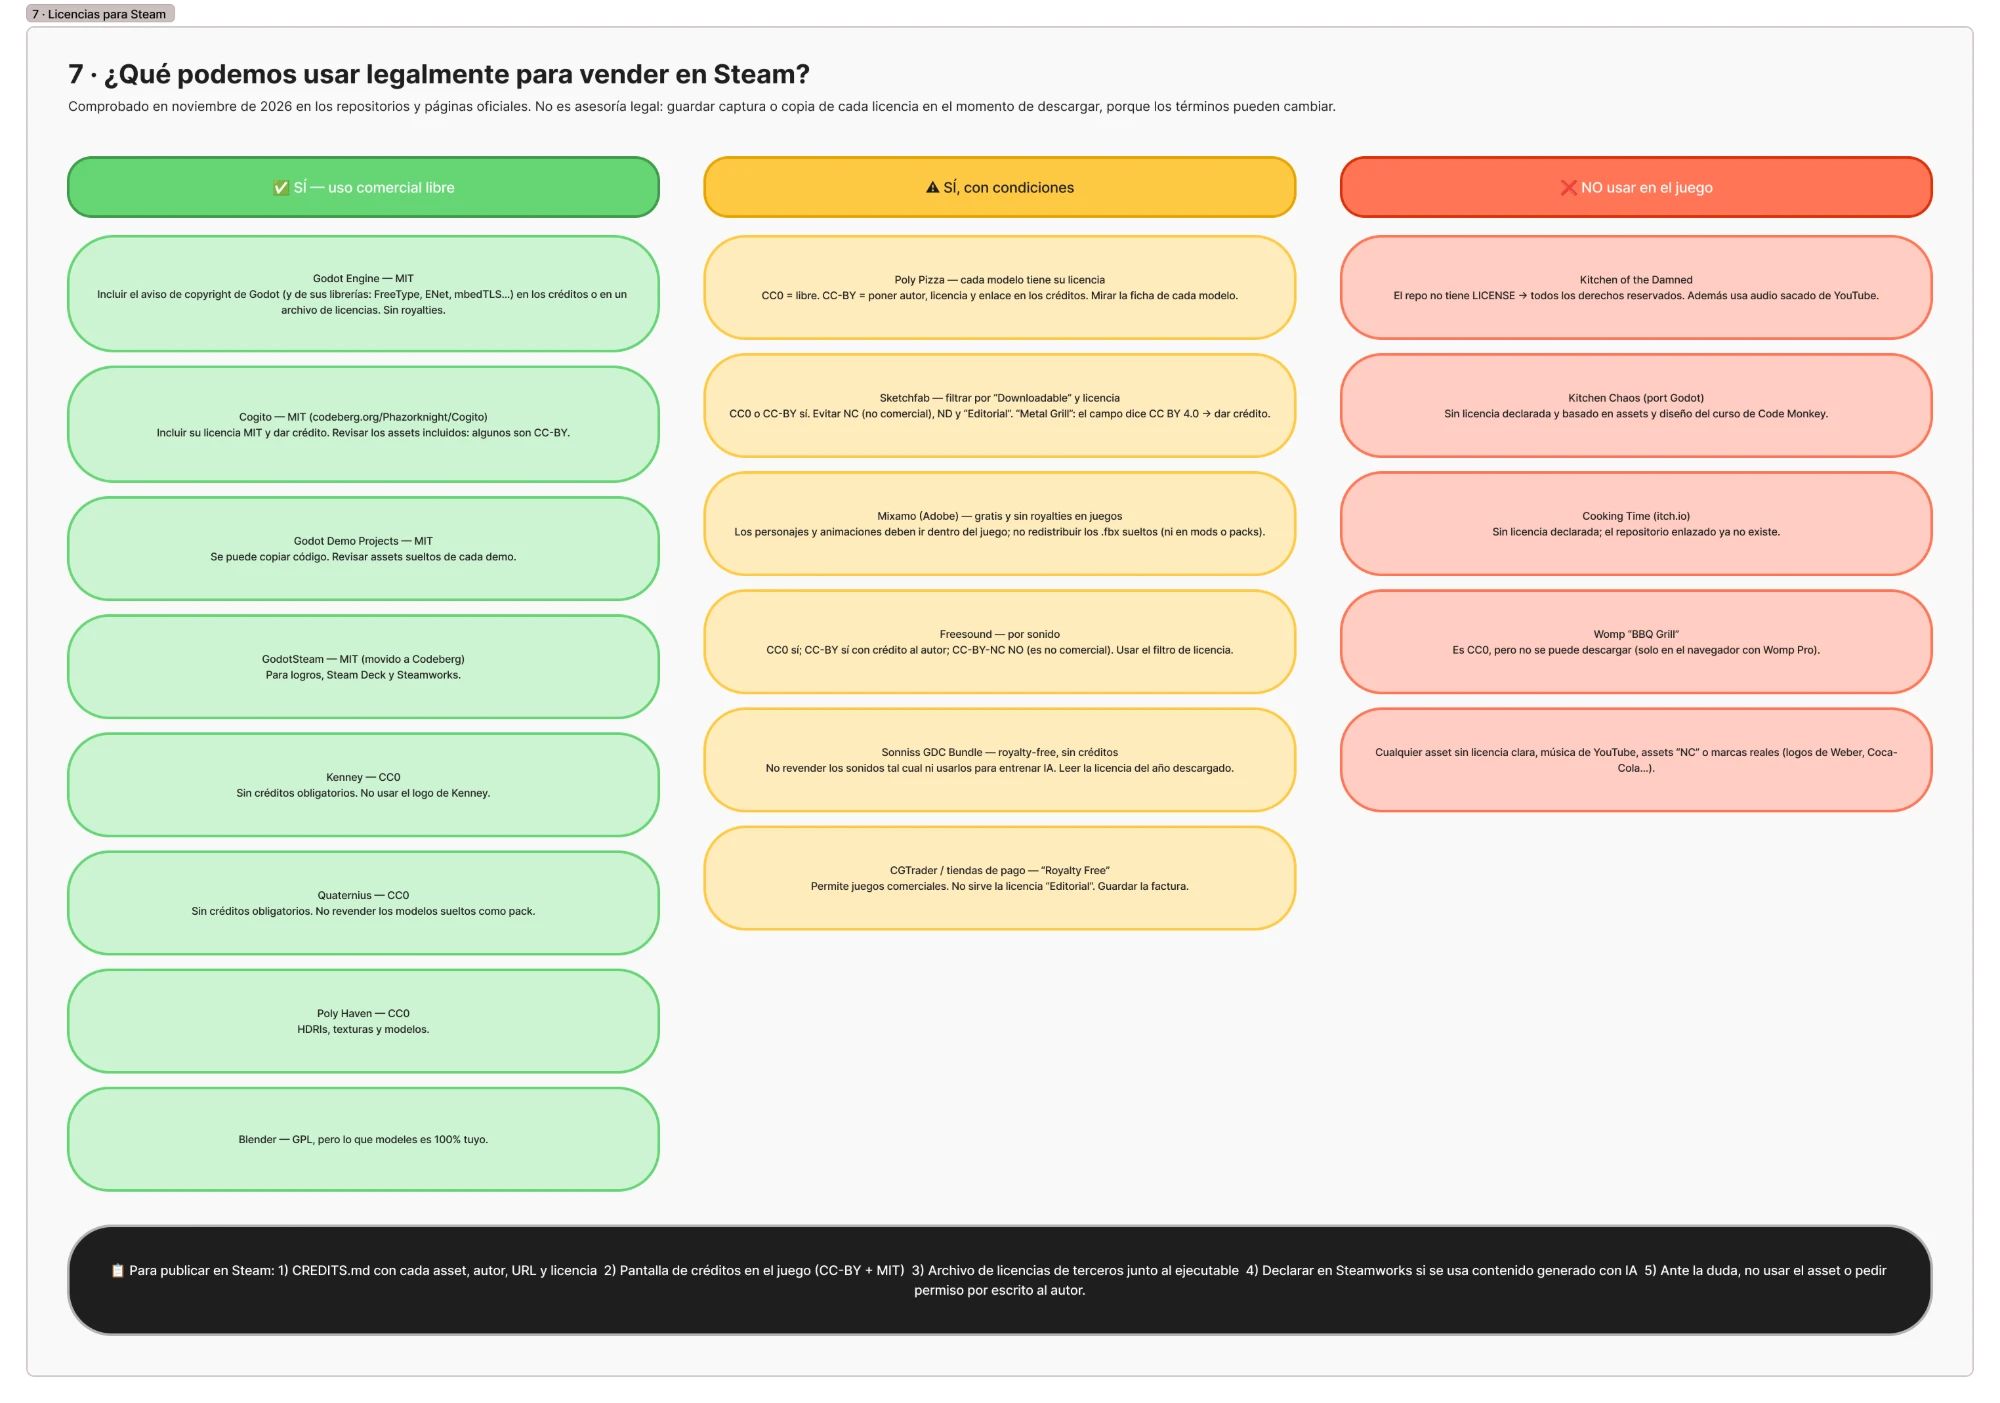 7 · Licencias para Steam
7 · ¿Qué podemos usar legalmente para vender en Steam?
Comprobado en noviembre de 2026 en los repositorios y páginas oficiales. No es asesoría legal: guardar captura o copia de cada licencia en el momento de descargar, porque los términos pueden cambiar.
✅ SÍ — uso comercial libre
Godot Engine — MIT
Incluir el aviso de copyright de Godot (y de sus librerías: FreeType, ENet, mbedTLS...) en los créditos o en un
archivo de licencias. Sin royalties.
Cogito — MIT (codeberg.org/Phazorknight/Cogito)
Incluir su licencia MIT y dar crédito. Revisar los assets incluidos: algunos son CC-BY.
Godot Demo Projects — MIT
Se puede copiar código. Revisar assets sueltos de cada demo.
GodotSteam — MIT (movido a Codeberg)
Para logros, Steam Deck y Steamworks.
Kenney — CC0
Sin créditos obligatorios. No usar el logo de Kenney.
Quaternius — CC0
Sin créditos obligatorios. No revender los modelos sueltos como pack.
Poly Haven — CC0
HDRIs, texturas y modelos.
Blender — GPL, pero lo que modeles es 100% tuyo.
⚠ SÍ, con condiciones
Poly Pizza — cada modelo tiene su licencia
CC0 = libre. CC-BY = poner autor, licencia y enlace en los créditos. Mirar la ficha de cada modelo.
Sketchfab — filtrar por “Downloadable” y licencia
CC0 o CC-BY sí. Evitar NC (no comercial), ND y “Editorial”. “Metal Grill”: el campo dice CC BY 4.0 → dar crédito.
Mixamo (Adobe) — gratis y sin royalties en juegos
Los personajes y animaciones deben ir dentro del juego; no redistribuir los .fbx sueltos (ni en mods o packs).
Freesound — por sonido
CC0 sí; CC-BY sí con crédito al autor; CC-BY-NC NO (es no comercial). Usar el filtro de licencia.
Sonniss GDC Bundle — royalty-free, sin créditos
No revender los sonidos tal cual ni usarlos para entrenar IA. Leer la licencia del año descargado.
CGTrader / tiendas de pago — “Royalty Free”
Permite juegos comerciales. No sirve la licencia “Editorial”. Guardar la factura.
❌ NO usar en el juego
Kitchen of the Damned
El repo no tiene LICENSE → todos los derechos reservados. Además usa audio sacado de YouTube.
Kitchen Chaos (port Godot)
Sin licencia declarada y basado en assets y diseño del curso de Code Monkey.
Cooking Time (itch.io)
Sin licencia declarada; el repositorio enlazado ya no existe.
Womp “BBQ Grill”
Es CC0, pero no se puede descargar (solo en el navegador con Womp Pro).
Cualquier asset sin licencia clara, música de YouTube, assets “NC” o marcas reales (logos de Weber, Coca-
Cola...).
📋 Para publicar en Steam: 1) CREDITS.md con cada asset, autor, URL y licencia 2) Pantalla de créditos en el juego (CC-BY + MIT) 3) Archivo de licencias de terceros junto al ejecutable 4) Declarar en Steamworks si se usa contenido generado con IA 5) Ante la duda, no usar el asset o pedir
permiso por escrito al autor.